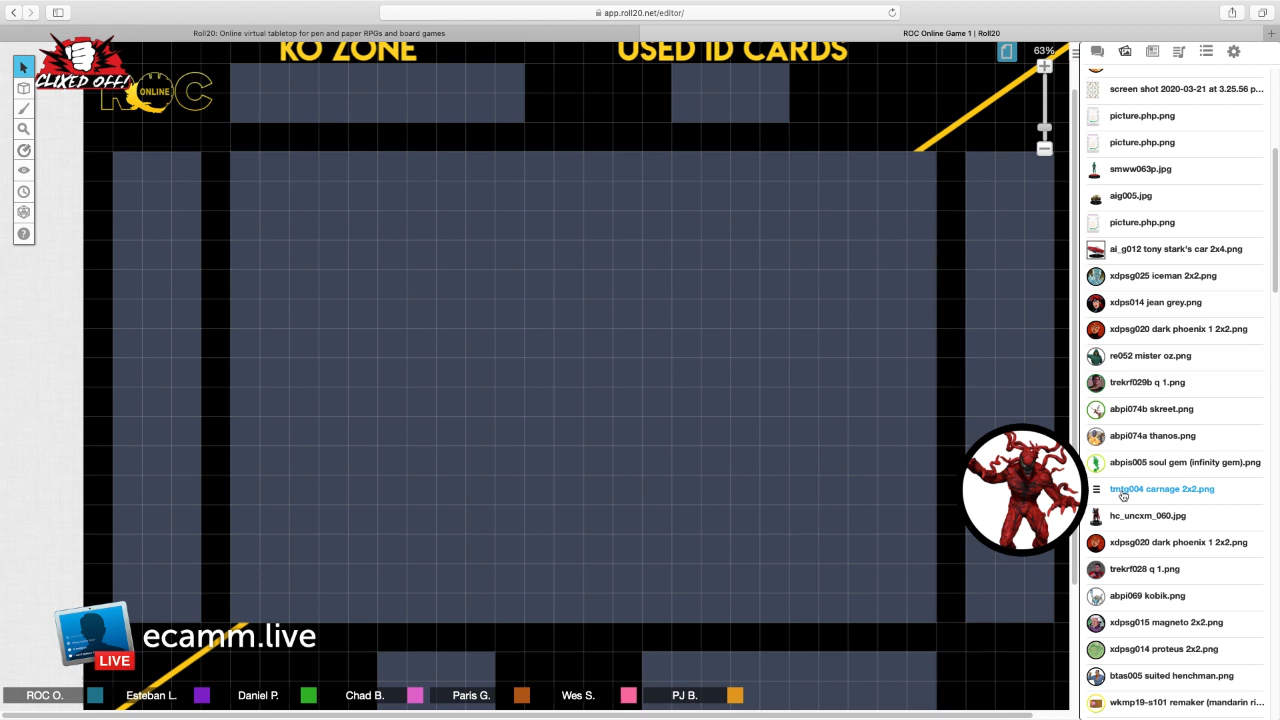 app.roll20.net/editor/
Roll20: Online virtual tabletop for pen and paper RPGs and board games
ROC Online Game 1 | Roll20
KO ZONE
USED ID CARDS
63%
CLIXED OFF!
ROC
ONLINE
screen shot 2020-03-21 at 3.25.56 p...
picture.php.png
picture.php.png
smww063p.jpg
aig005.jpg
picture.php.png
ai_g012 tony stark's car 2x4.png
xdpsg025 iceman 2x2.png
xdps014 jean grey.png
xdpsg020 dark phoenix 1 2x2.png
re052 mister oz.png
trekrf029b q 1.png
abpi074b skreet.png
abpi074a thanos.png
abpis005 soul gem (infinity gem).png
tmtg004 carnage 2x2.png
hc_uncxm_060.jpg
xdpsg020 dark phoenix 1 2x2.png
trekrf028 q 1.png
abpi069 kobik.png
xdpsg015 magneto 2x2.png
xdpsg014 proteus 2x2.png
btas005 suited henchman.png
wkmp19-s101 remaker (mandarin ri...
ecamm.live
LIVE
ROC O.
Esteban L.
Daniel P.
Chad B.
Paris G.
Wes S.
PJ B.